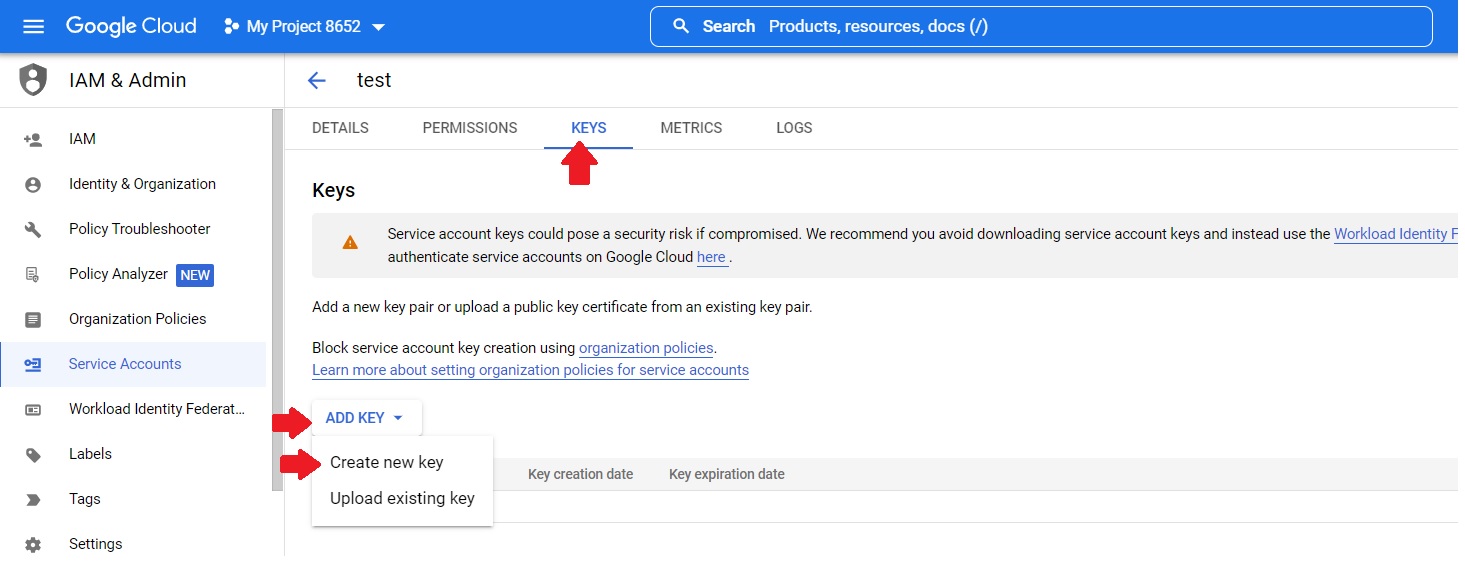 Google Cloud
My Project 8652
Search Products, resources, docs (/)
IAM & Admin
test
DETAILS
PERMISSIONS
KEYS
METRICS
LOGS
IAM
Identity & Organization
Policy Troubleshooter
Policy Analyzer NEW
Organization Policies
Service Accounts
Workload Identity Federat...
Labels
Tags
Settings
Keys
Service account keys could pose a security risk if compromised. We recommend you avoid downloading service account keys and instead use the Workload Identity F
authenticate service accounts on Google Cloud here .
Add a new key pair or upload a public key certificate from an existing key pair.
Block service account key creation using organization policies.
Learn more about setting organization policies for service accounts
ADD KEY
Create new key
Upload existing key
Key creation date
Key expiration date